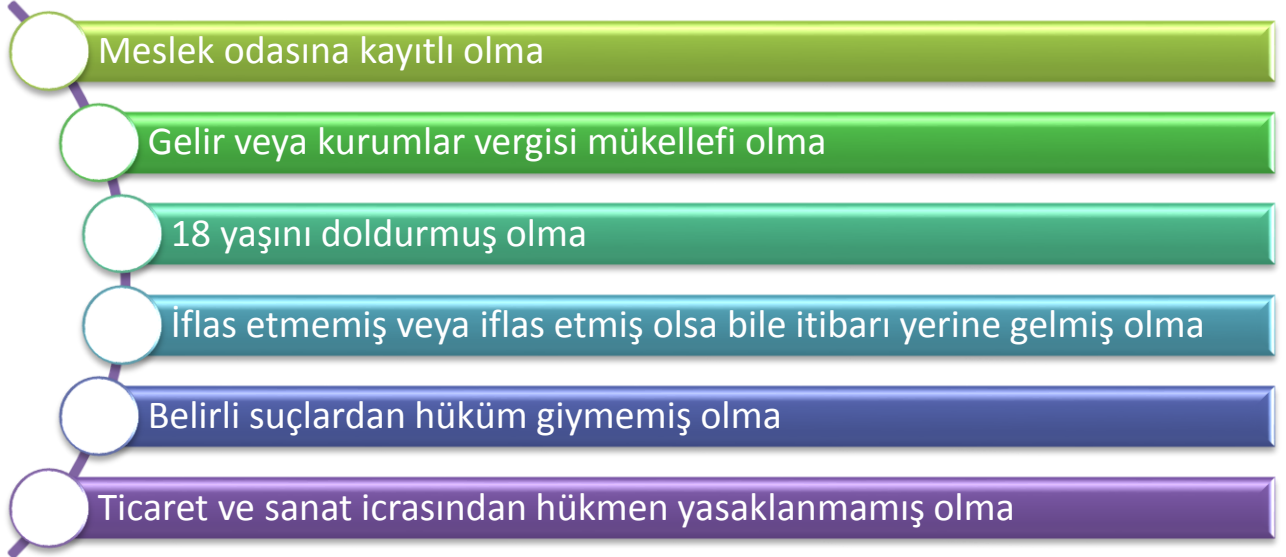 Meslek odasına kayıtlı olma
Gelir veya kurumlar vergisi mükellefi olma
18 yaşını doldurmuş olma
İflas etmemiş veya iflas etmiş olsa bile itibarı yerine gelmiş olma
Belirli suçlardan hüküm giymemiş olma
Ticaret ve sanat icrasından hükmen yasaklanmamış olma